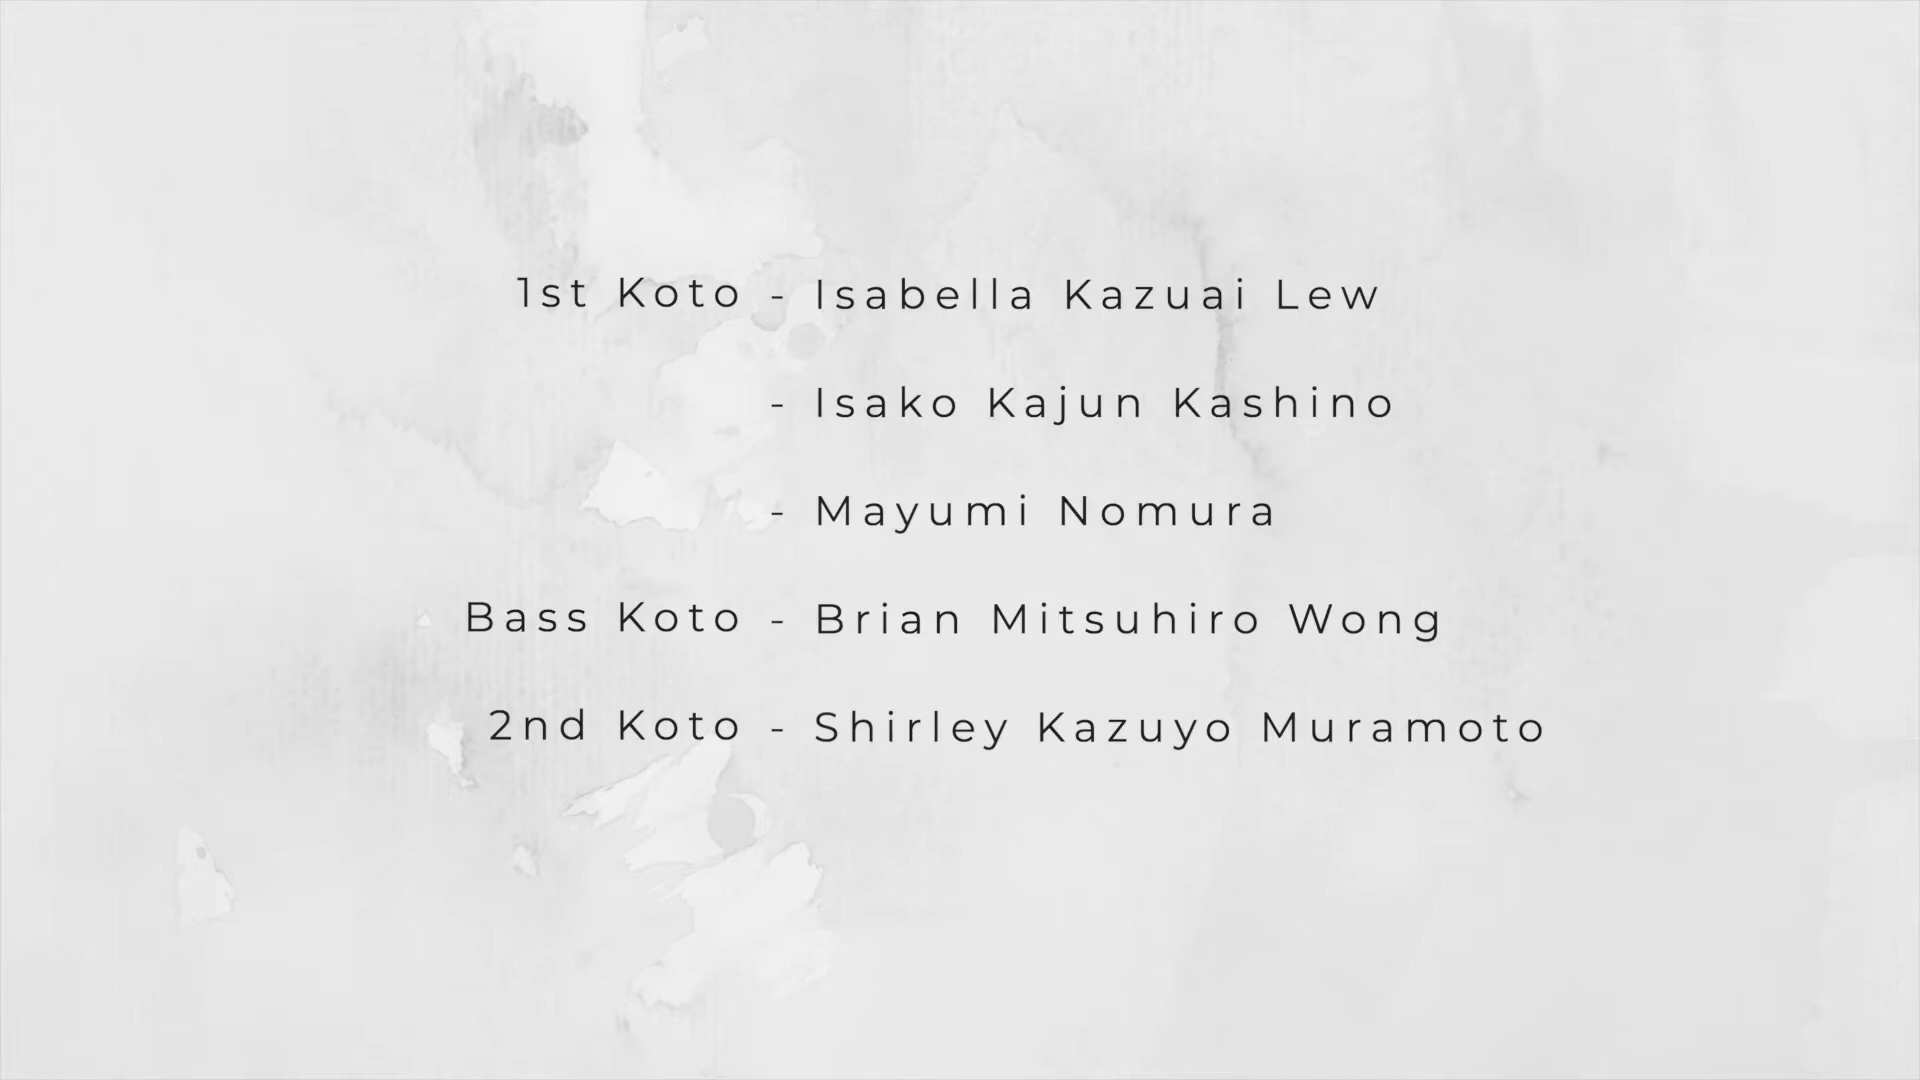 1st Koto - Isabella Kazuai Lew
- Isako Kajun Kashino
- Mayumi Nomura
Bass Koto - Brian Mitsuhiro Wong
2nd Koto - Shirley Kazuyo Muramoto